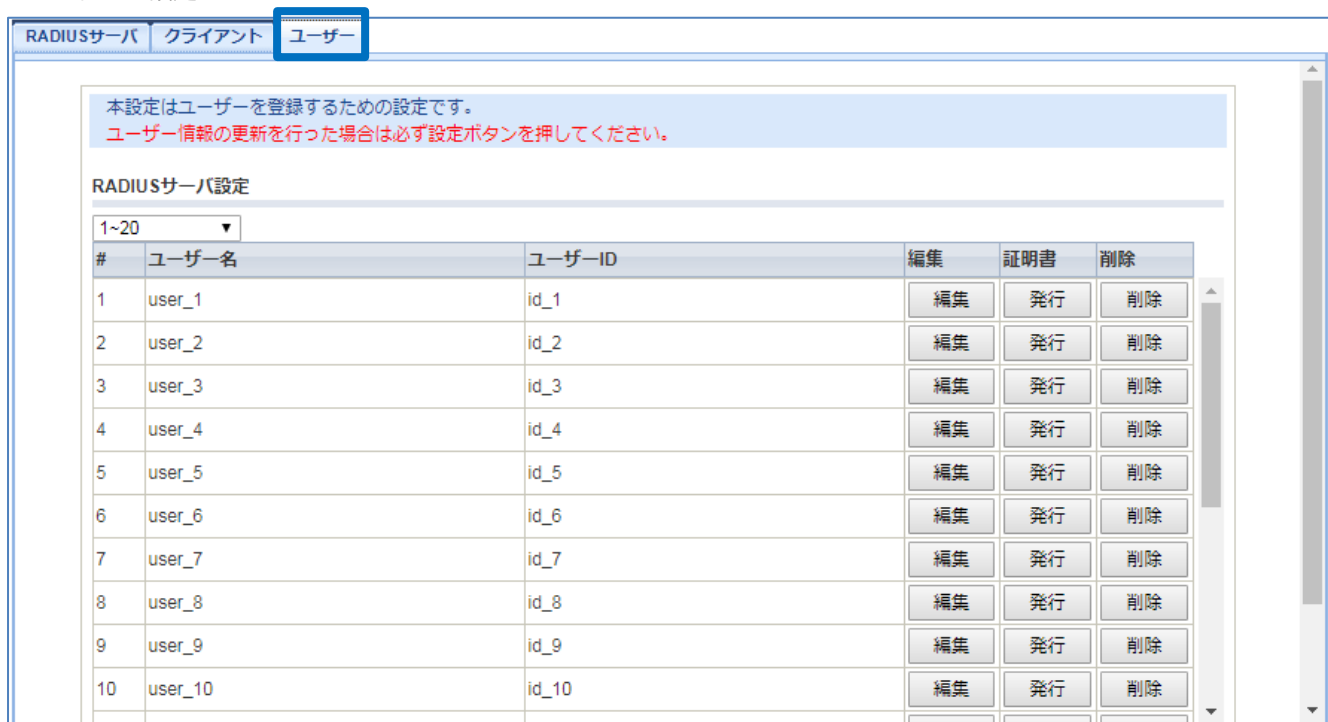 RADIUSサーバ クライアント ユーザー
本設定はユーザーを登録するための設定です。
ユーザー情報の更新を行った場合は必ず設定ボタンを押してください。
RADIUSサーバ設定
1~20
# ユーザー名 ユーザーID 編集 証明書 削除
1 user_1 id_1 編集 発行 削除
2 user_2 id_2 編集 発行 削除
3 user_3 id_3 編集 発行 削除
4 user_4 id_4 編集 発行 削除
5 user_5 id_5 編集 発行 削除
6 user_6 id_6 編集 発行 削除
7 user_7 id_7 編集 発行 削除
8 user_8 id_8 編集 発行 削除
9 user_9 id_9 編集 発行 削除
10 user_10 id_10 編集 発行 削除